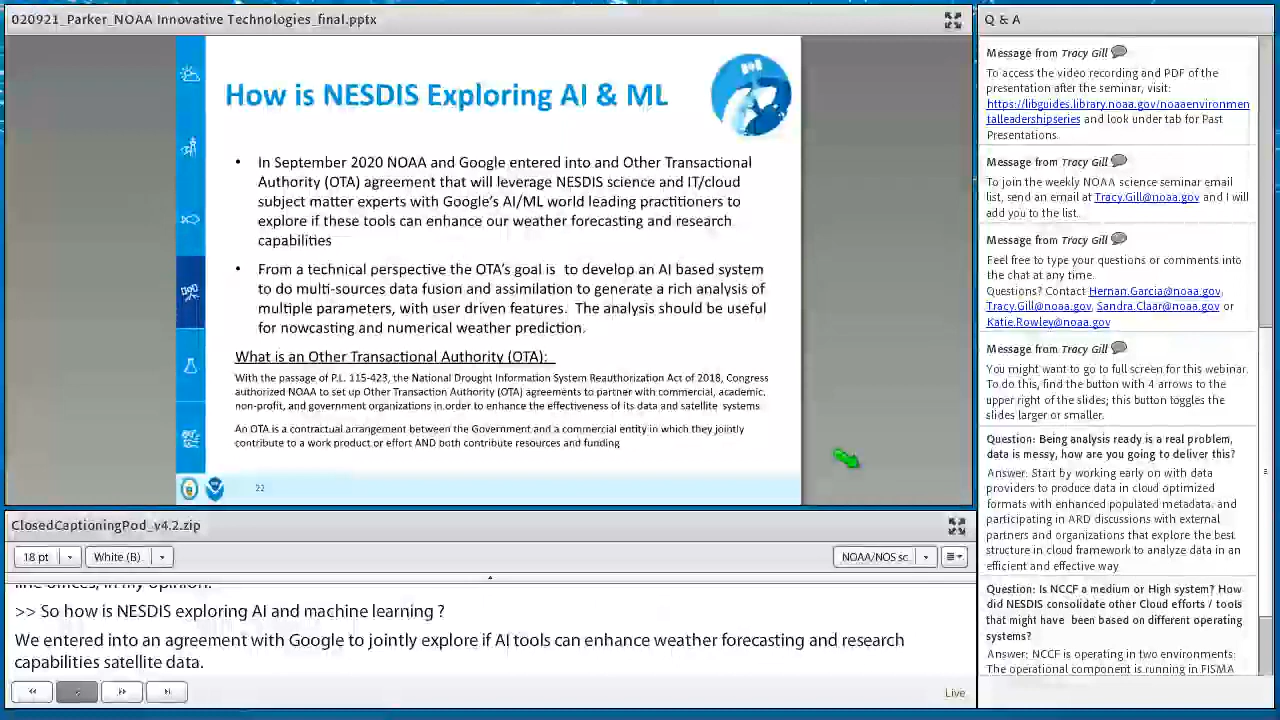 020921_Parker_NOAA Innovative Technologies_final.pptx
How is NESDIS Exploring AI & ML
• In September 2020 NOAA and Google entered into and Other Transactional
Authority (OTA) agreement that will leverage NESDIS science and IT/cloud
subject matter experts with Google's AI/ML world leading practitioners to
explore if these tools can enhance our weather forecasting and research
capabilities
• From a technical perspective the OTA's goal is to develop an AI based system
to do multi-sources data fusion and assimilation to generate a rich analysis of
multiple parameters, with user driven features. The analysis should be useful
for nowcasting and numerical weather prediction.
What is an Other Transactional Authority (OTA):
With the passage of P.L. 115-423, the National Drought Information System Reauthorization Act of 2018, Congress
authorized NOAA to set up Other Transaction Authority (OTA) agreements to partner with commercial, academic,
non-profit, and government organizations in order to enhance the effectiveness of its data and satellite systems
An OTA is a contractual arrangement between the Government and a commercial entity in which they jointly
contribute to a work product or effort AND both contribute resources and funding
22
ClosedCaptioningPod_v4.2.zip
18 pt
White (B)
NOAA/NOS sc
line offices, in my opinion.
>> So how is NESDIS exploring AI and machine learning ?
We entered into an agreement with Google to jointly explore if AI tools can enhance weather forecasting and research
capabilities satellite data.
Live
Q & A
Message from Tracy Gill
To access the video recording and PDF of the
presentation after the seminar, visit:
https://libguides.library.noaa.gov/noaaenvironmen
talleadershipseries and look under tab for Past
Presentations.
Message from Tracy Gill
To join the weekly NOAA science seminar email
list, send an email at Tracy.Gill@noaa.gov and I will
add you to the list.
Message from Tracy Gill
Feel free to type your questions or comments into
the chat at any time.
Questions? Contact Hernan.Garcia@noaa.gov,
Tracy.Gill@noaa.gov, Sandra.Claar@noaa.gov or
Katie.Rowley@noaa.gov
Message from Tracy Gill
You might want to go to full screen for this webinar.
To do this, find the button with 4 arrows to the
upper right of the slides; this button toggles the
slides larger or smaller.
Question: Being analysis ready is a real problem,
data is messy, how are you going to deliver this?
Answer: Start by working early on with data
providers to produce data in cloud optimized
formats with enhanced populated metadata. and
participating in ARD discussions with external
partners and organizations that explore the best
structure in cloud framework to analyze data in an
efficient and effective way
Question: Is NCCF a medium or High system? How
did NESDIS consolidate other Cloud efforts / tools
that might have been based on different operating
systems?
Answer: NCCF is operating in two environments:
The operational component is running in FISMA